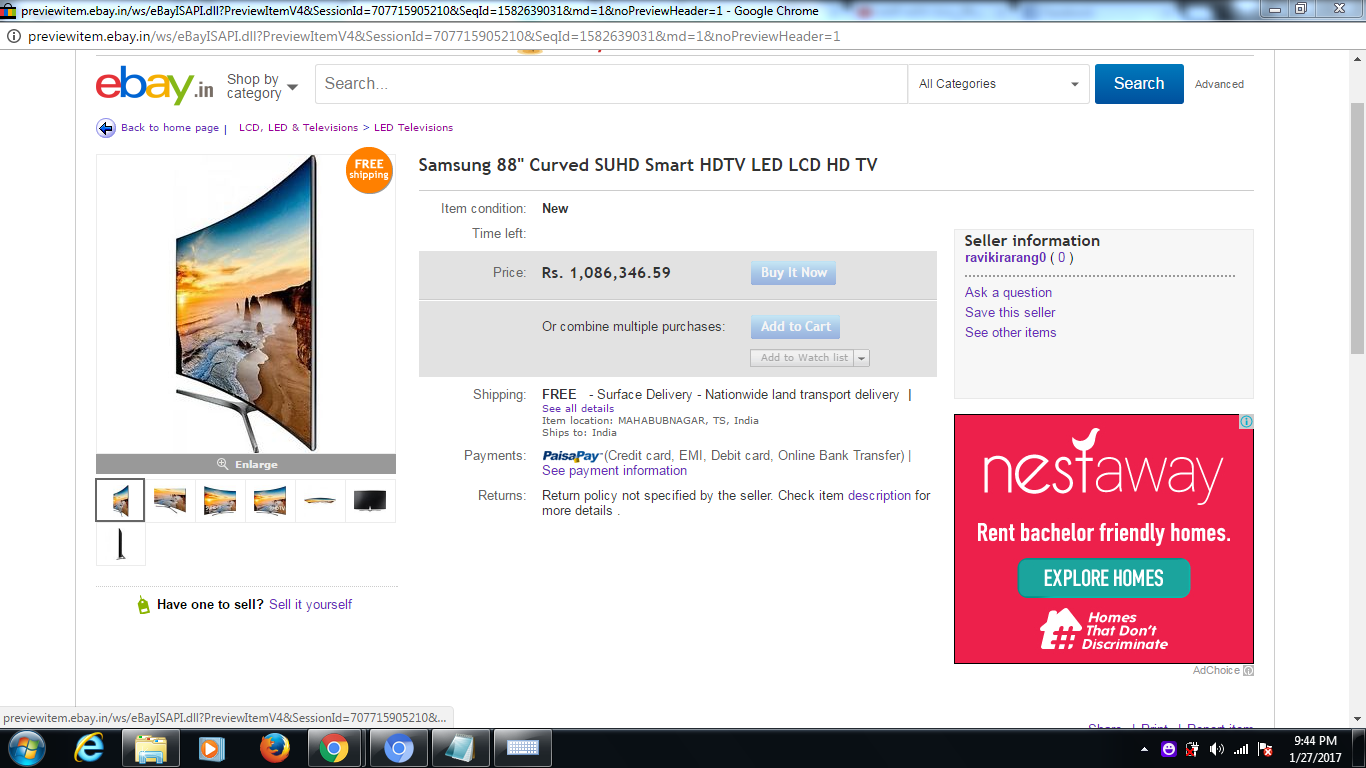 previewitem.ebay.in/ws/eBayISAPI.dll?PreviewItemV4&SessionId=707715905210&SeqId=1582639031&md=1&noPreviewHeader=1 - Google Chrome
previewitem.ebay.in/ws/eBayISAPI.dll?PreviewItemV4&SessionId=707715905210&SeqId=1582639031&md=1&noPreviewHeader=1
ebay.in
Shop by category
Search...
All Categories
Search
Advanced
Back to home page | LCD, LED & Televisions > LED Televisions
FREE
shipping
Enlarge
Have one to sell? Sell it yourself
Samsung 88" Curved SUHD Smart HDTV LED LCD HD TV
Item condition: New
Time left:
Price: Rs. 1,086,346.59 Buy It Now
Or combine multiple purchases: Add to Cart
Add to Watch list
Shipping: FREE - Surface Delivery - Nationwide land transport delivery |
See all details
Item location: MAHABUBNAGAR, TS, India
Ships to: India
Payments: PaisaPay (Credit card, EMI, Debit card, Online Bank Transfer) |
See payment information
Returns: Return policy not specified by the seller. Check item description for
more details .
Seller information
ravikirarang0 ( 0 )
Ask a question
Save this seller
See other items
nestaway
Rent bachelor friendly homes.
EXPLORE HOMES
Homes
That Don't
Discriminate
AdChoice
Share | Print | Report item
previewitem.ebay.in/ws/eBayISAPI.dll?PreviewItemV4&SessionId=707715905210&...
9:44 PM
1/27/2017